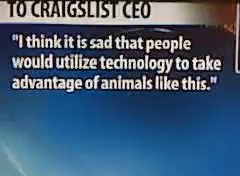 TO CRAIGSLIST CEO
"I think it is sad that people
would utilize technology to take
advantage of animals like this."